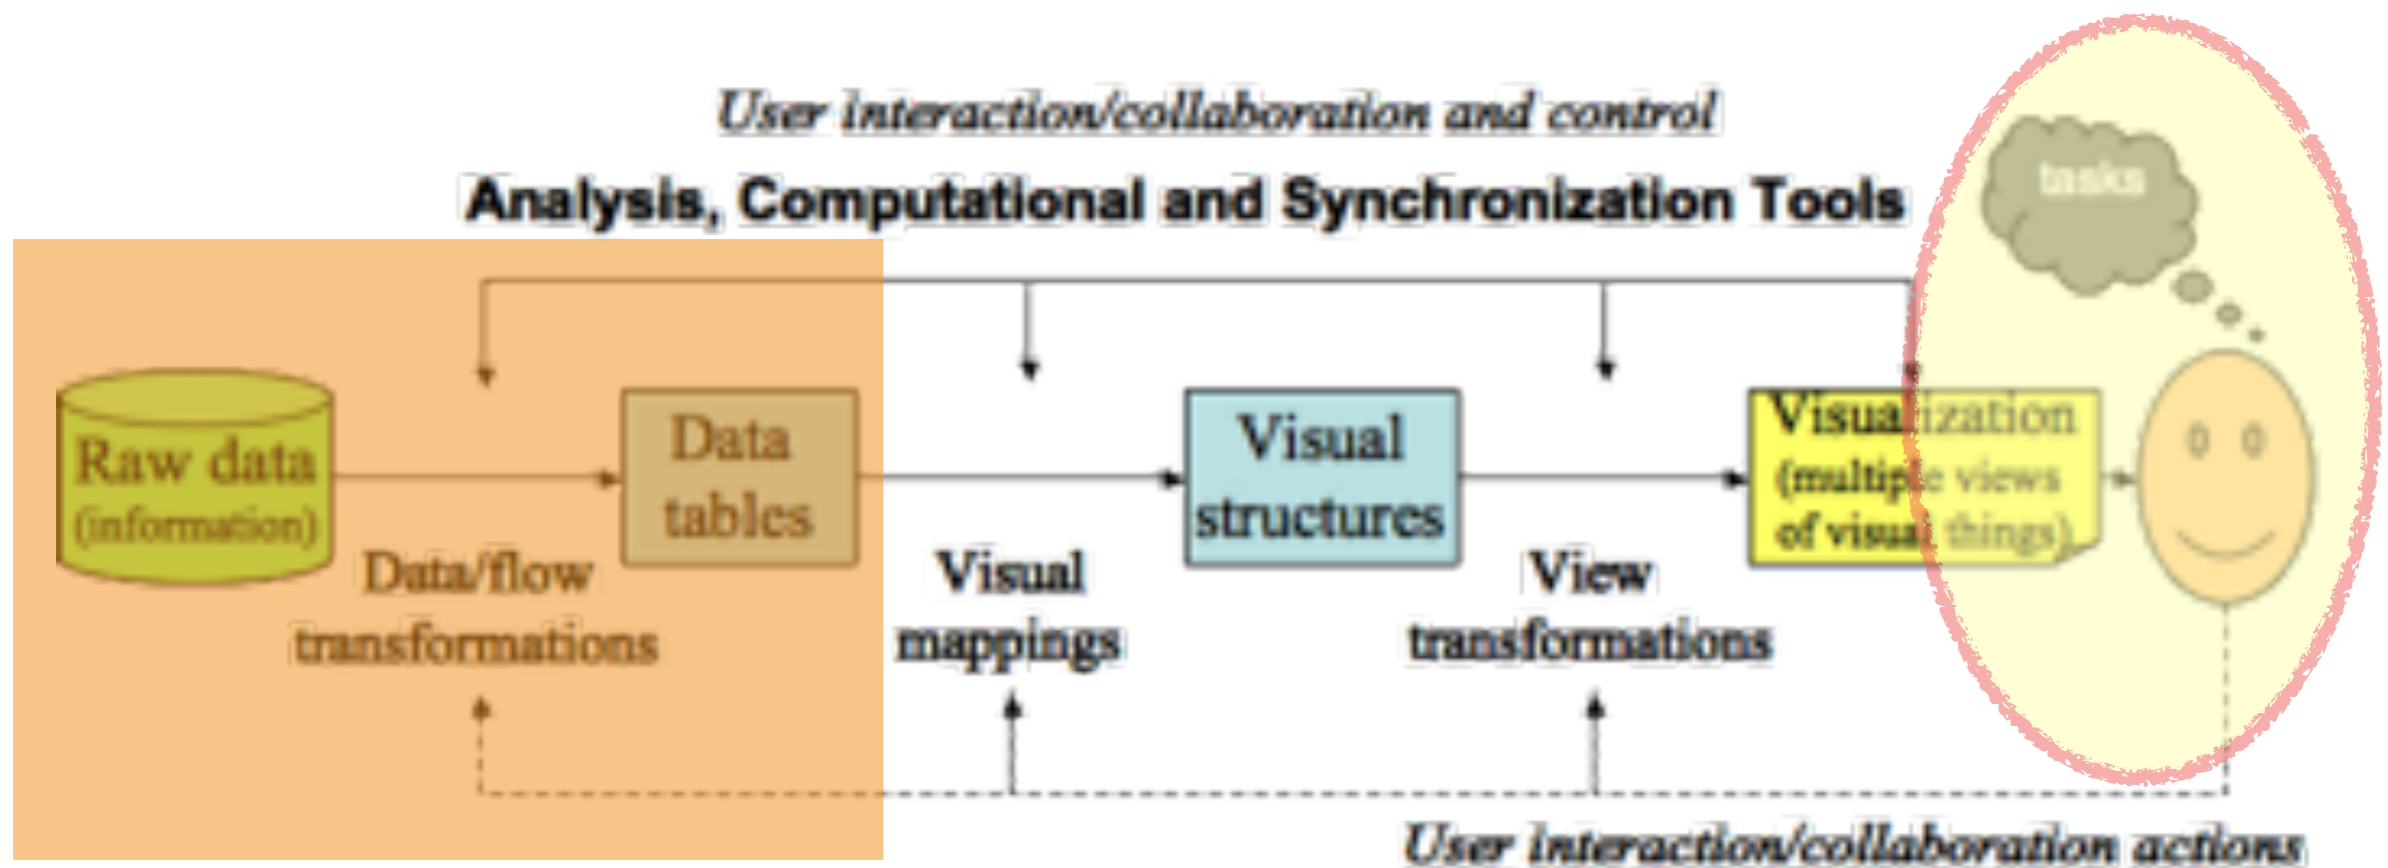 User interaction/collaboration and control
Analysis, Computational and Synchronization Tools
tasks
Raw data
(information)
Data/flow
transformations
Data
tables
Visual
mappings
Visual
structures
View
transformations
Visualization
(multiple views
of visual things)
User interaction/collaboration actions